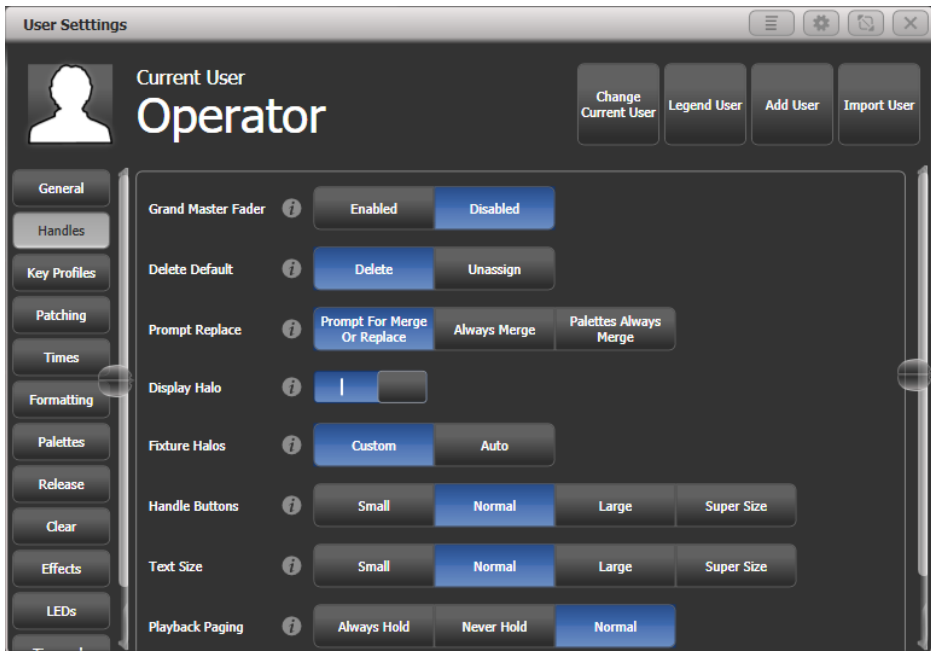 User Setttings
Current User
Operator
Change
Current User
Legend User
Add User
Import User
General
Handles
Key Profiles
Patching
Times
Formatting
Palettes
Release
Clear
Effects
LEDs
Grand Master Fader
Enabled
Disabled
Delete Default
Delete
Unassign
Prompt Replace
Prompt For Merge
Or Replace
Always Merge
Palettes Always
Merge
Display Halo
Fixture Halos
Custom
Auto
Handle Buttons
Small
Normal
Large
Super Size
Text Size
Small
Normal
Large
Super Size
Playback Paging
Always Hold
Never Hold
Normal